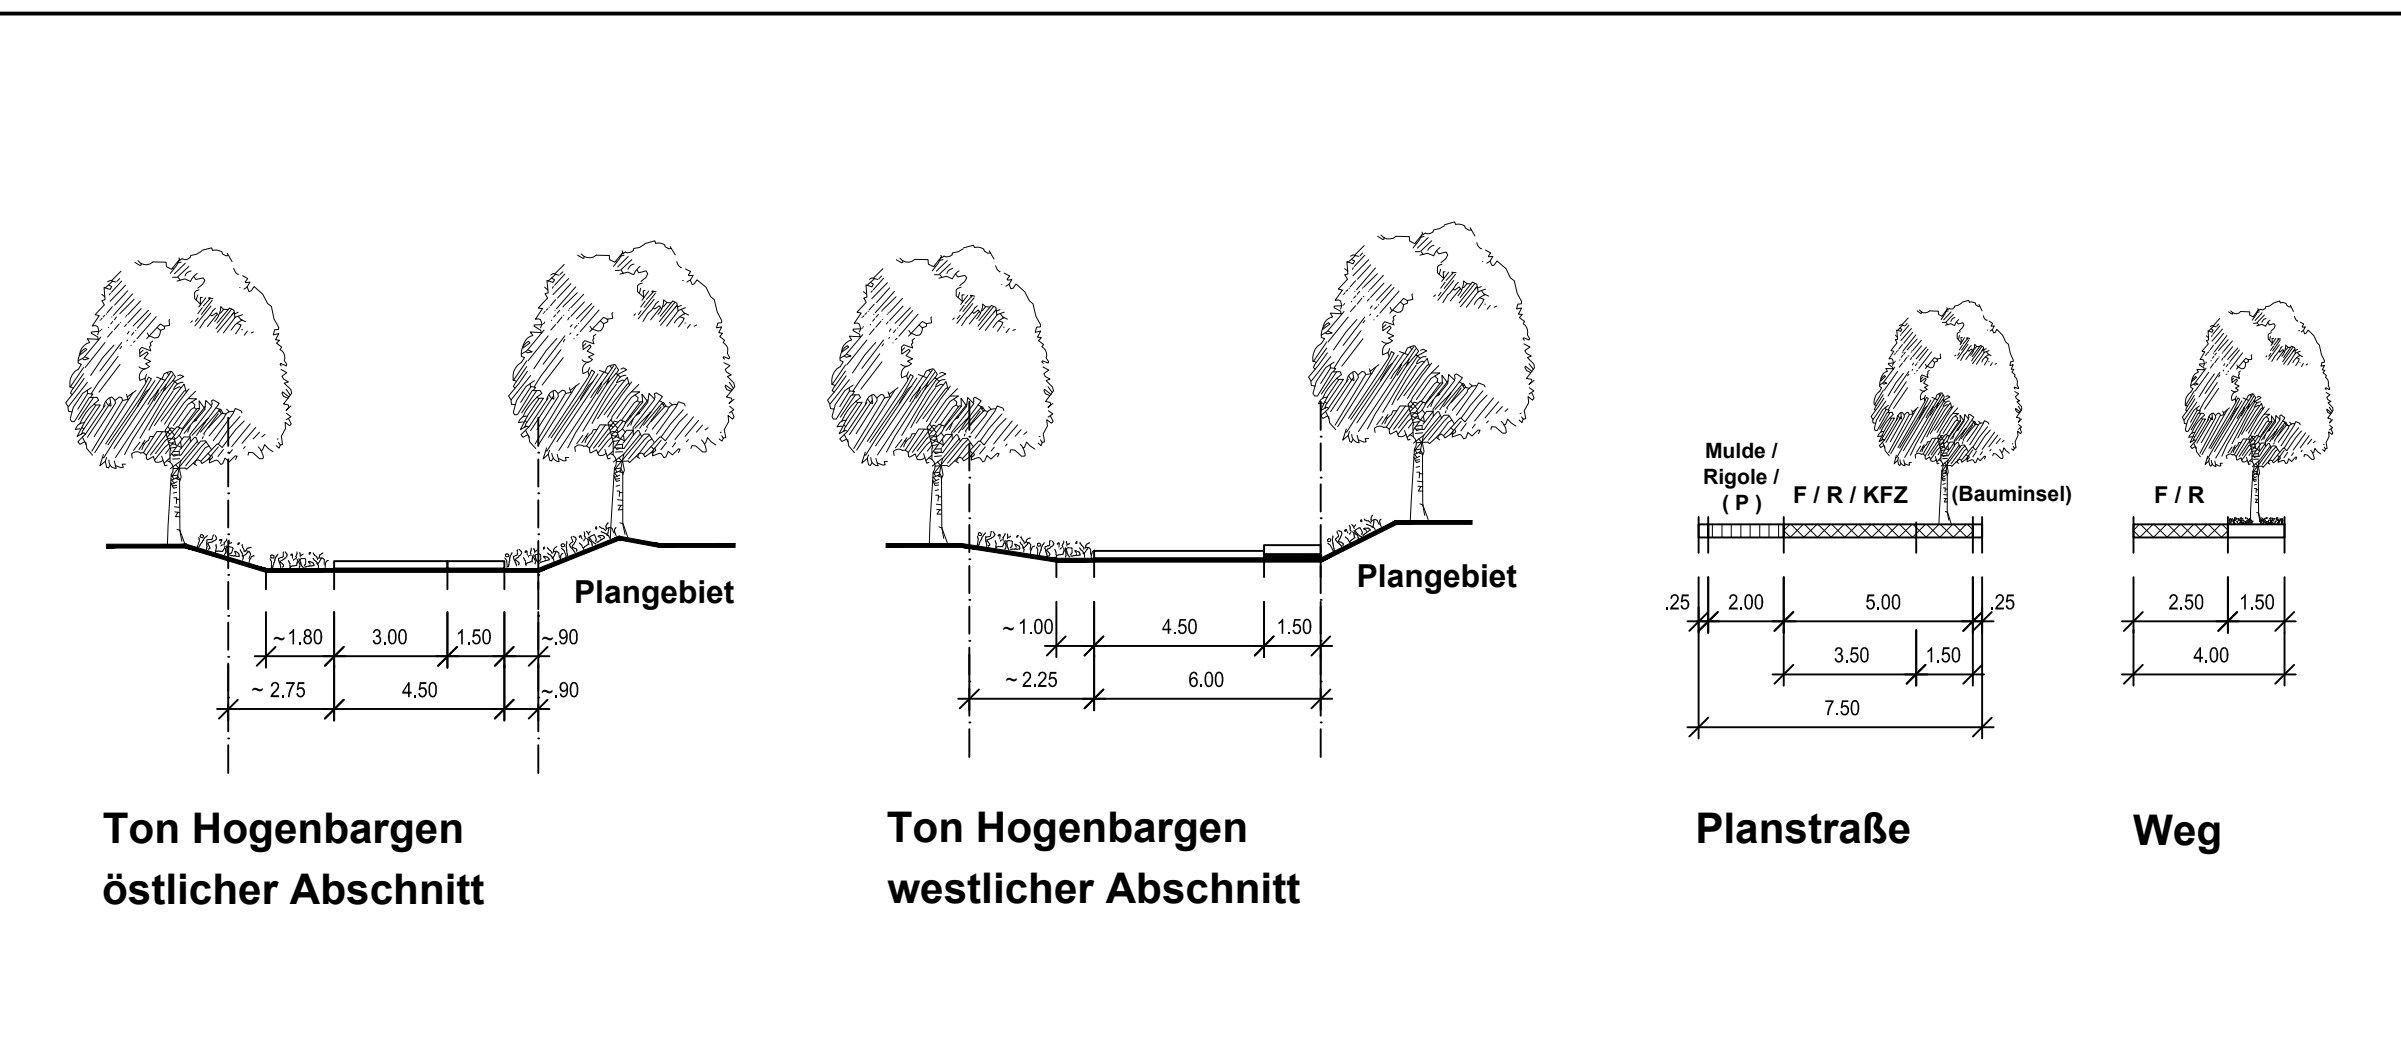 Plangebiet
~1.80 3.00 1.50 ~.90
~ 2.75 4.50 ~.90
Ton Hogenbargen
östlicher Abschnitt
Plangebiet
~ 1.00 4.50 1.50
~ 2.25 6.00
Ton Hogenbargen
westlicher Abschnitt
Mulde /
Rigole /
( P )
F / R / KFZ
(Bauminsel)
.25 2.00 5.00 .25
3.50 1.50
7.50
Planstraße
F / R
2.50 1.50
4.00
Weg